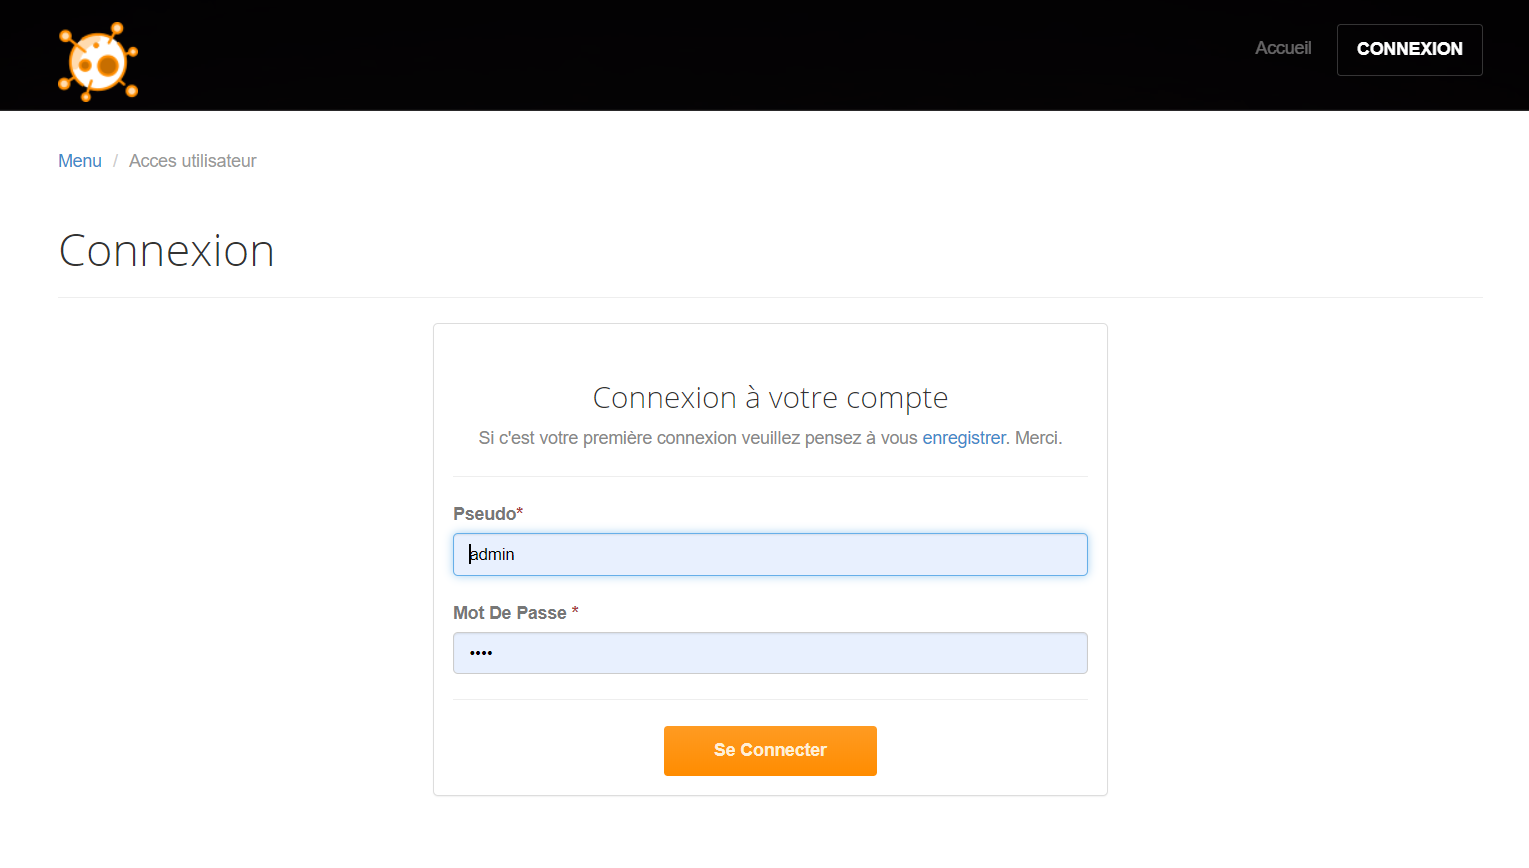 Accueil
CONNEXION
Menu / Acces utilisateur
Connexion
Connexion à votre compte
Si c'est votre première connexion veuillez pensez à vous enregistrer. Merci.
Pseudo*
admin
Mot De Passe *
••••
Se Connecter